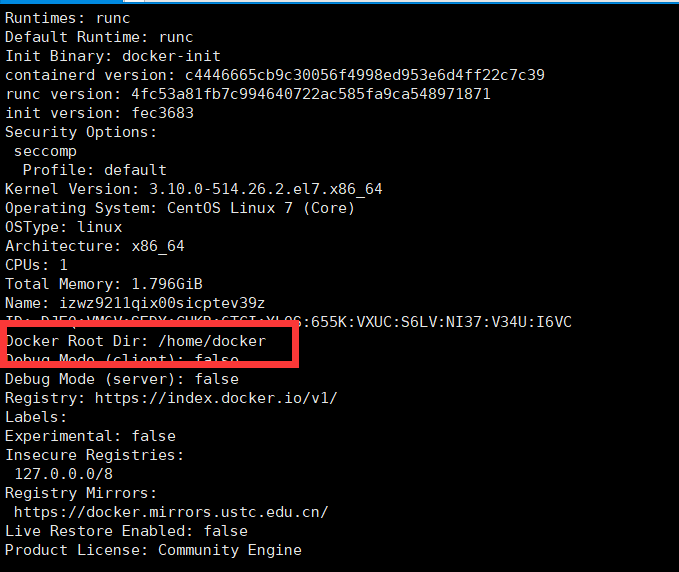 Runtimes: runc
Default Runtime: runc
Init Binary: docker-init
containerd version: c4446665cb9c30056f4998ed953e6d4ff22c7c39
runc version: 4fc53a81fb7c994640722ac585fa9ca548971871
init version: fec3683
Security Options:
 seccomp
  Profile: default
Kernel Version: 3.10.0-514.26.2.el7.x86_64
Operating System: CentOS Linux 7 (Core)
OSType: linux
Architecture: x86_64
CPUs: 1
Total Memory: 1.796GiB
Name: izwz9211qix00sicptev39z
:655K:VXUC:S6LV:NI37:V34U:I6VC
Docker Root Dir: /home/docker
Debug Mode (client): false
Debug Mode (server): false
Registry: https://index.docker.io/v1/
Labels:
Experimental: false
Insecure Registries:
 127.0.0.0/8
Registry Mirrors:
 https://docker.mirrors.ustc.edu.cn/
Live Restore Enabled: false
Product License: Community Engine